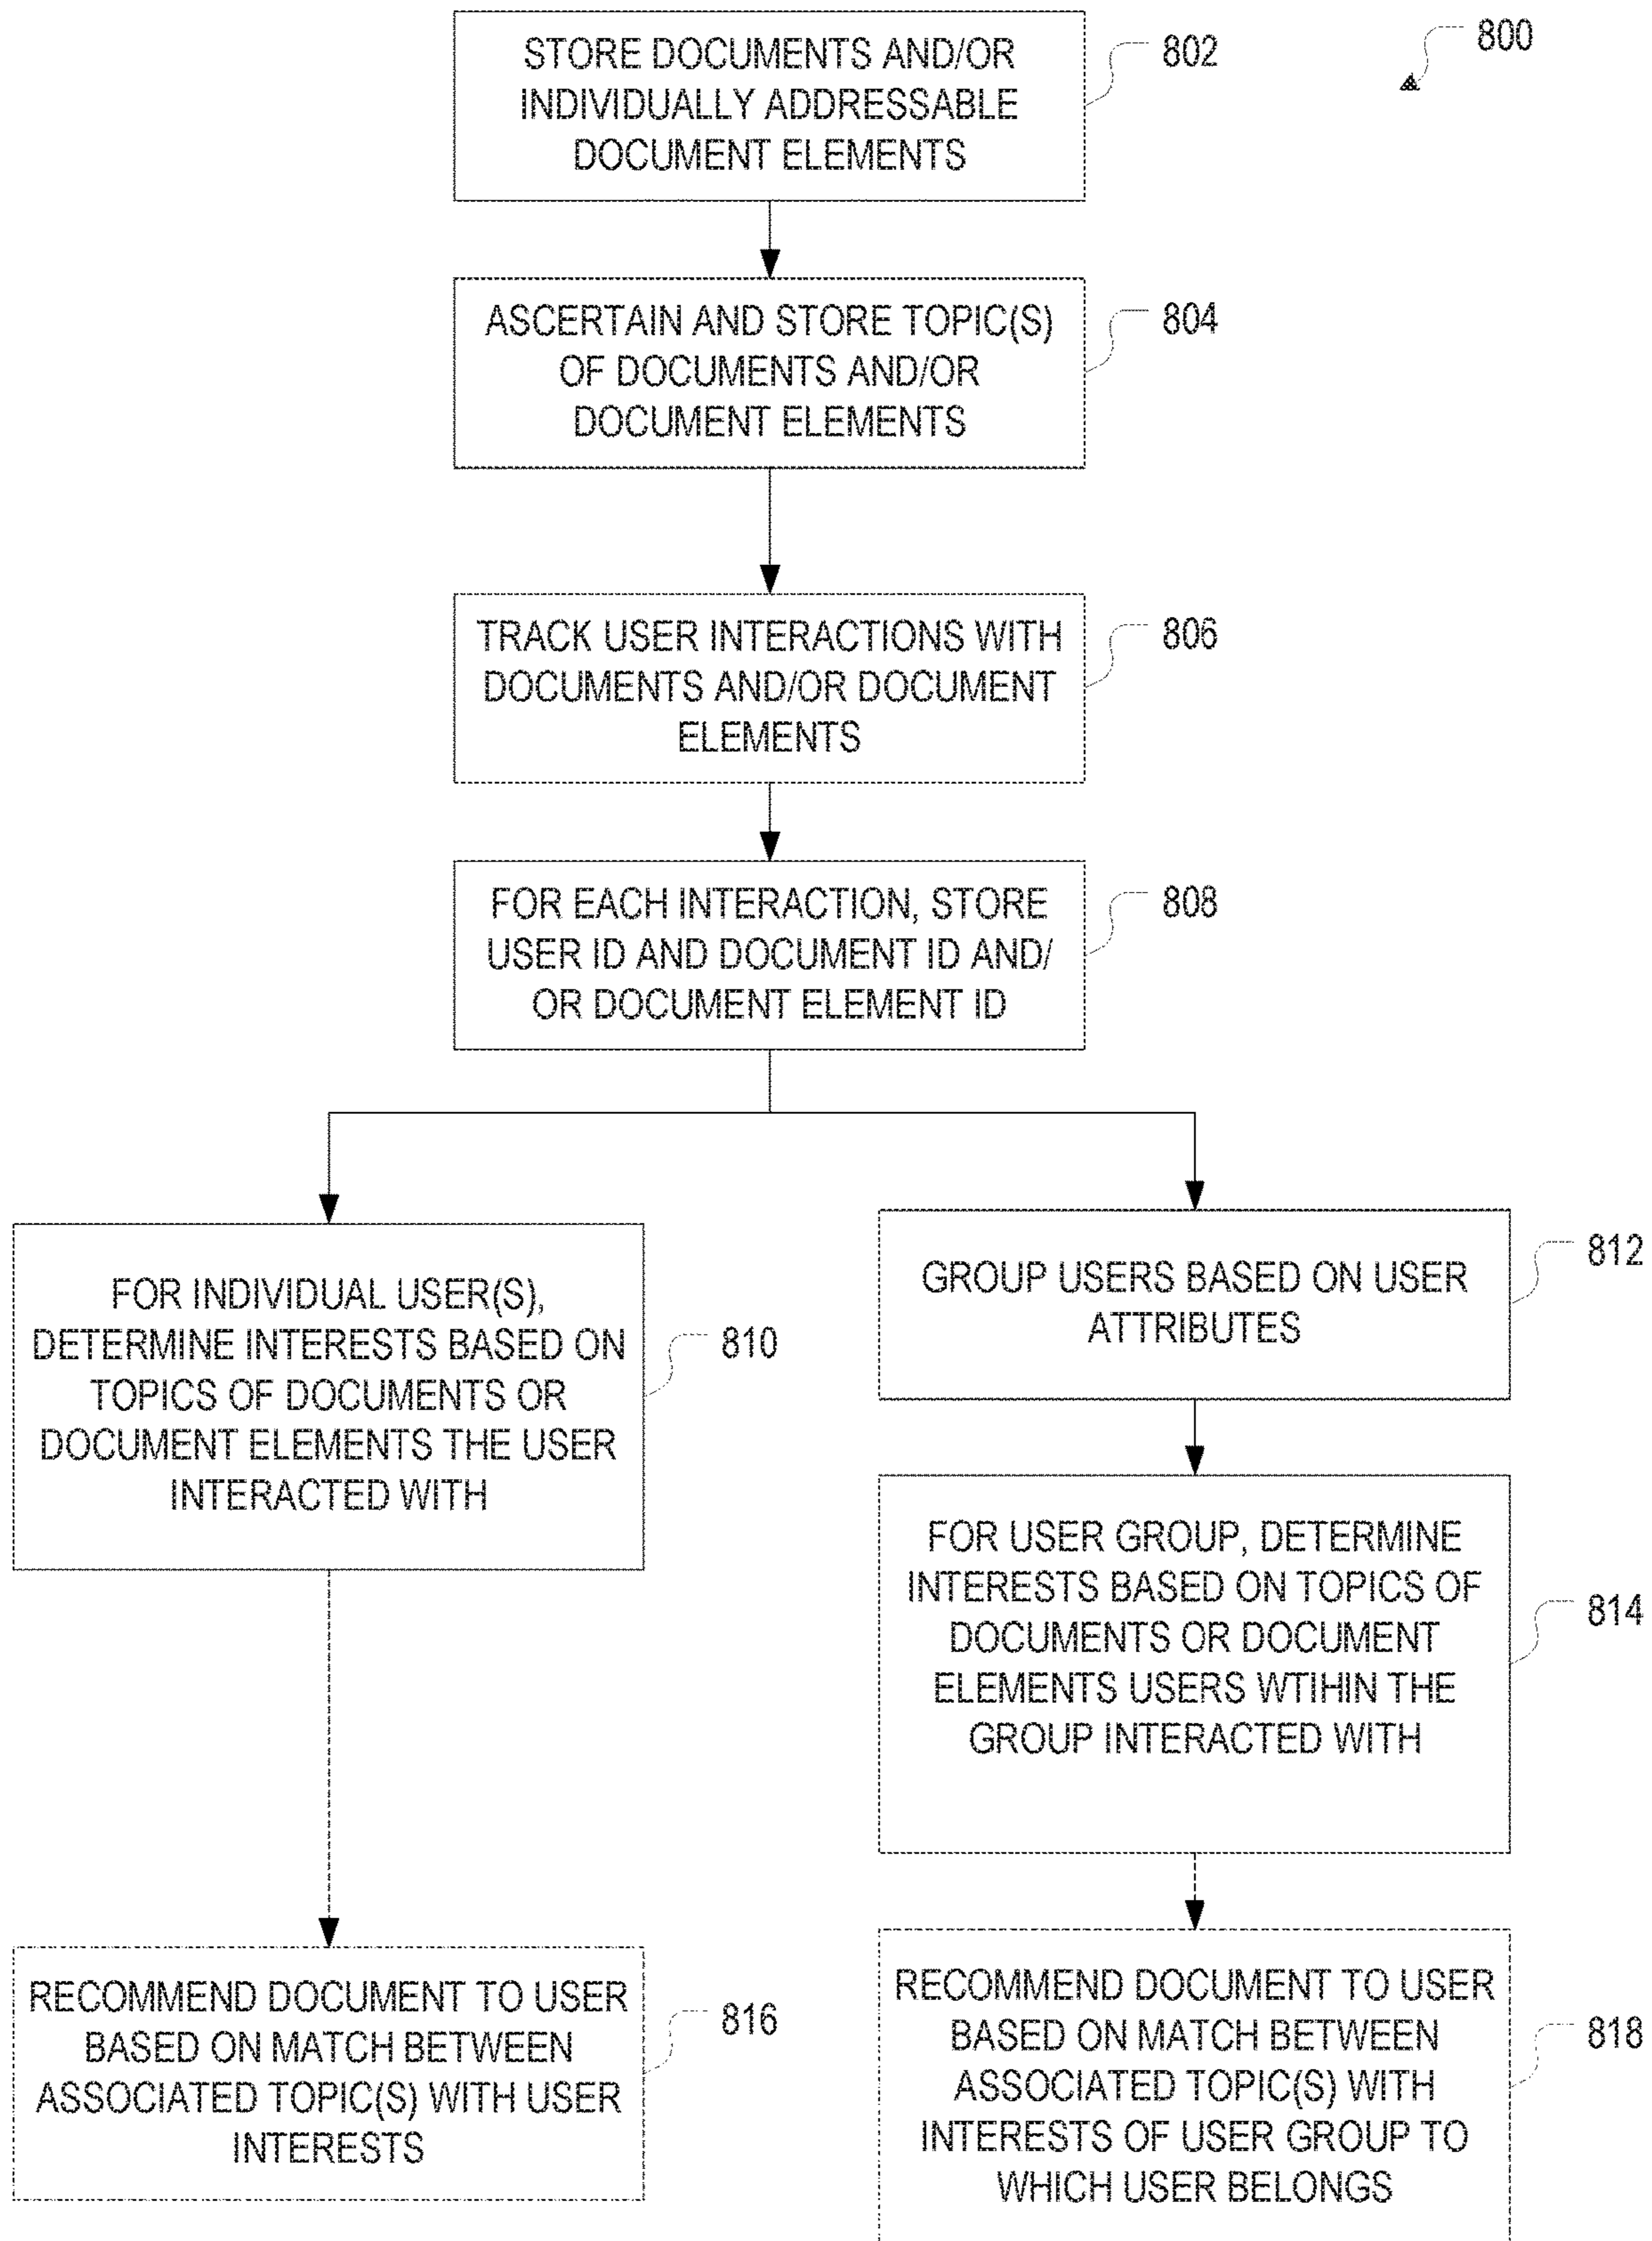 800
STORE DOCUMENTS AND/OR
INDIVIDUALLY ADDRESSABLE
DOCUMENT ELEMENTS
802
ASCERTAIN AND STORE TOPIC(S)
OF DOCUMENTS AND/OR
DOCUMENT ELEMENTS
804
TRACK USER INTERACTIONS WITH
DOCUMENTS AND/OR DOCUMENT
ELEMENTS
806
FOR EACH INTERACTION, STORE
USER ID AND DOCUMENT ID AND/
OR DOCUMENT ELEMENT ID
808
FOR INDIVIDUAL USER(S),
DETERMINE INTERESTS BASED ON
TOPICS OF DOCUMENTS OR
DOCUMENT ELEMENTS THE USER
INTERACTED WITH
810
GROUP USERS BASED ON USER
ATTRIBUTES
812
FOR USER GROUP, DETERMINE
INTERESTS BASED ON TOPICS OF
DOCUMENTS OR DOCUMENT
ELEMENTS USERS WTIHIN THE
GROUP INTERACTED WITH
814
RECOMMEND DOCUMENT TO USER
BASED ON MATCH BETWEEN
ASSOCIATED TOPIC(S) WITH USER
INTERESTS
816
RECOMMEND DOCUMENT TO USER
BASED ON MATCH BETWEEN
ASSOCIATED TOPIC(S) WITH
INTERESTS OF USER GROUP TO
WHICH USER BELONGS
818